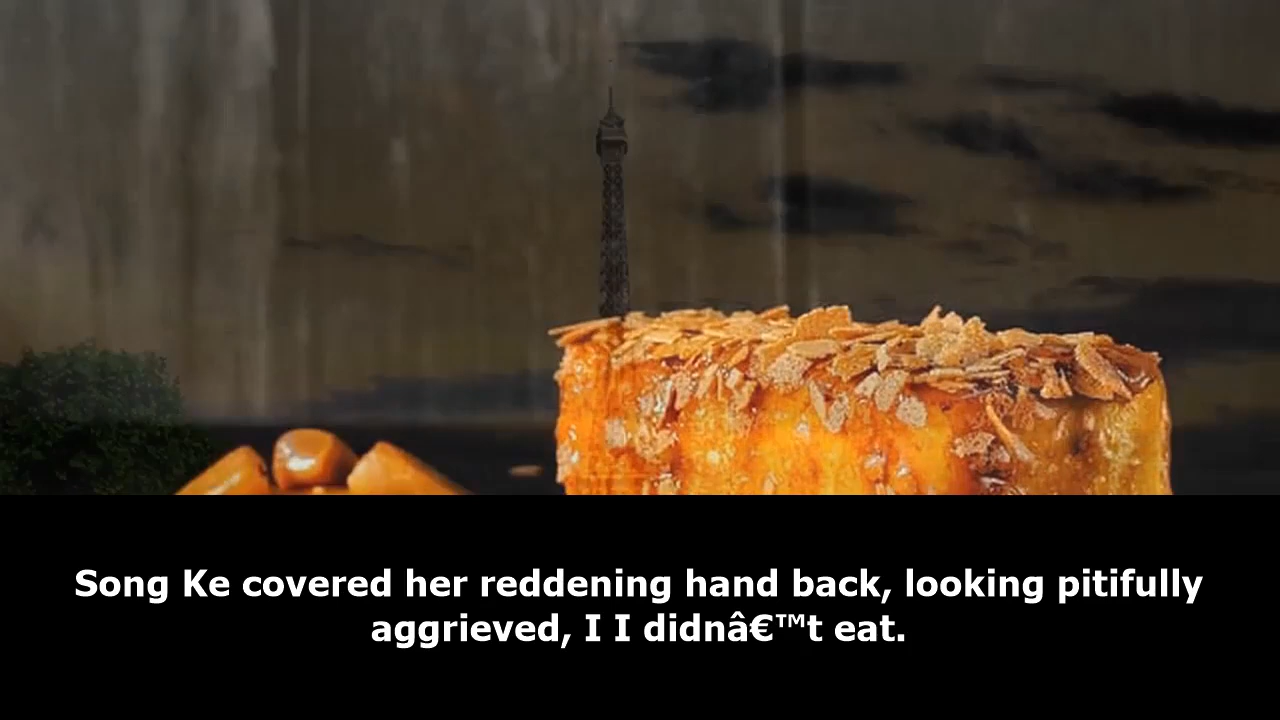 Song Ke covered her reddening hand back, looking pitifully
aggrieved, I I didnâ€™t eat.